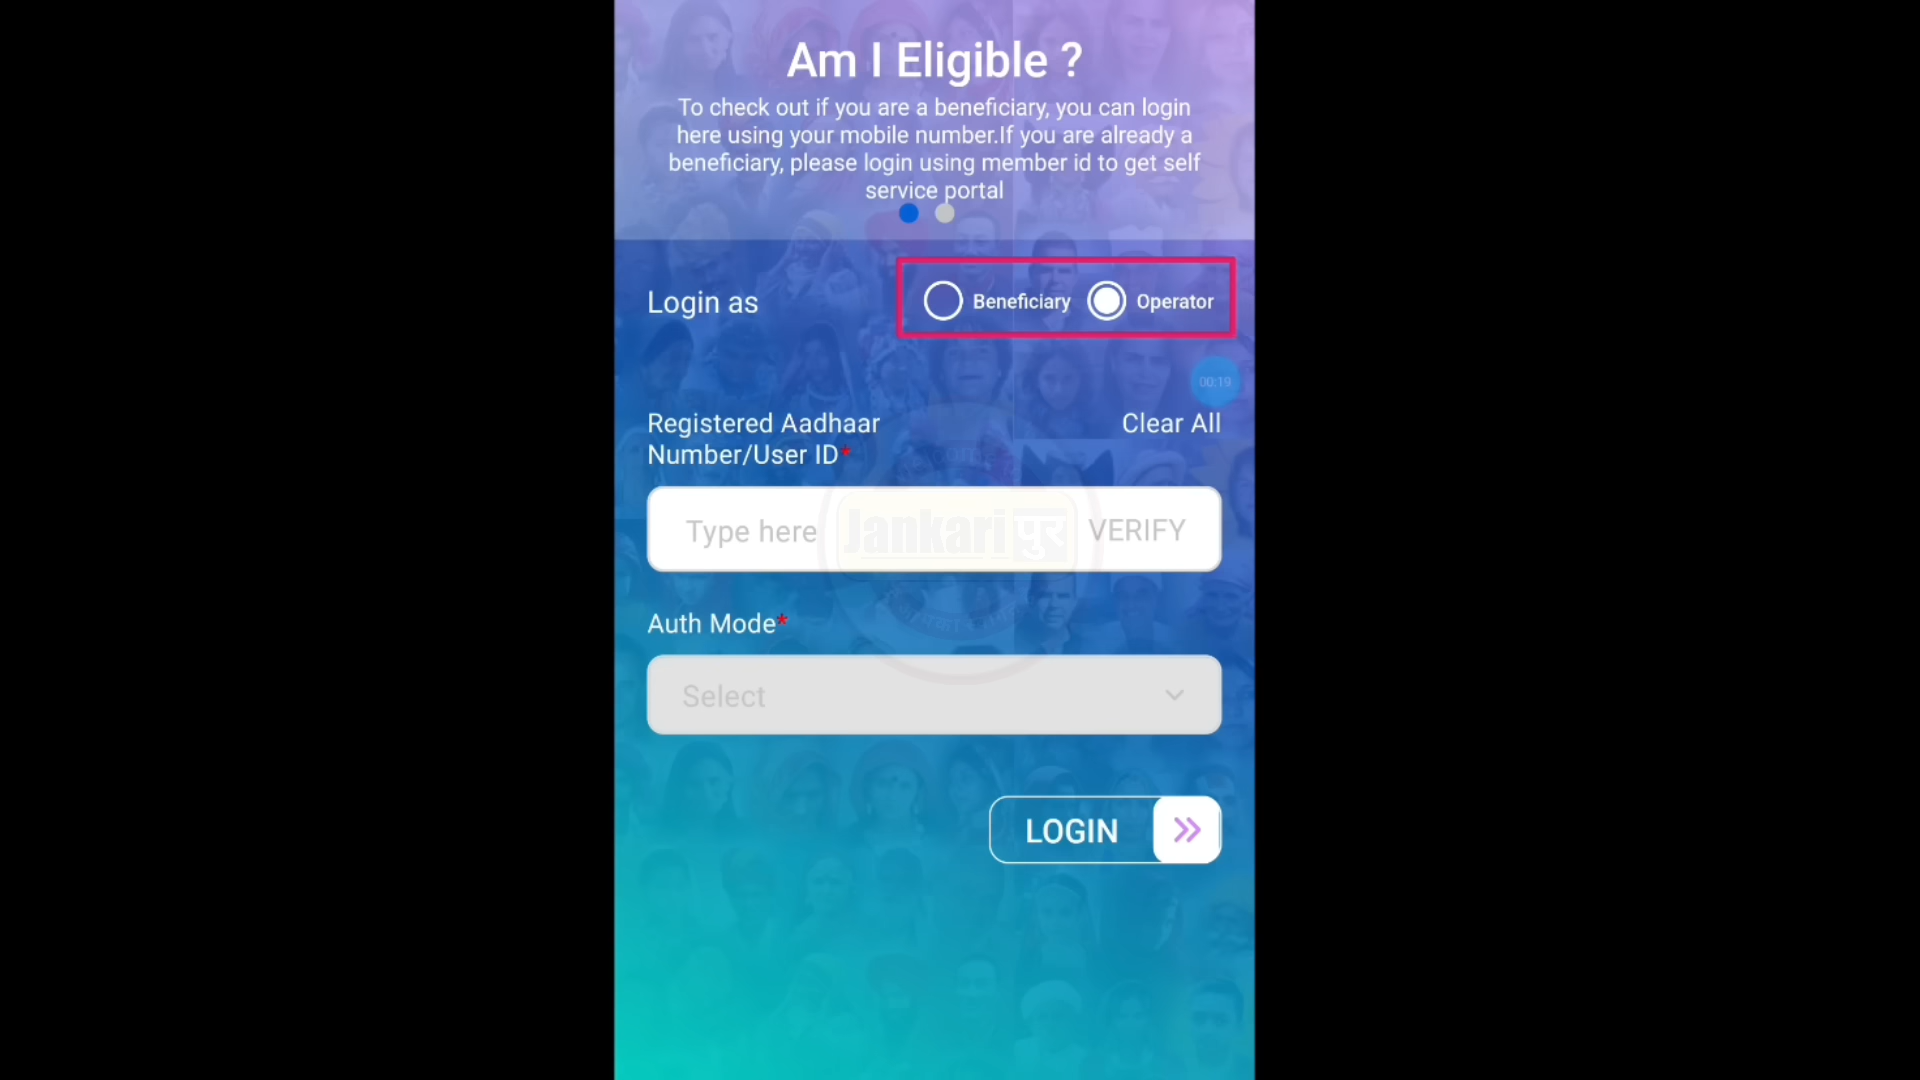 Am I Eligible ?
To check out if you are a beneficiary, you can login
here using your mobile number.If you are already a
beneficiary, please login using member id to get self
service portal
Login as
Beneficiary
Operator
00:19
Registered Aadhaar
Number/User ID*
Clear All
Type here
Jankari पुर
VERIFY
Auth Mode*
Select
LOGIN